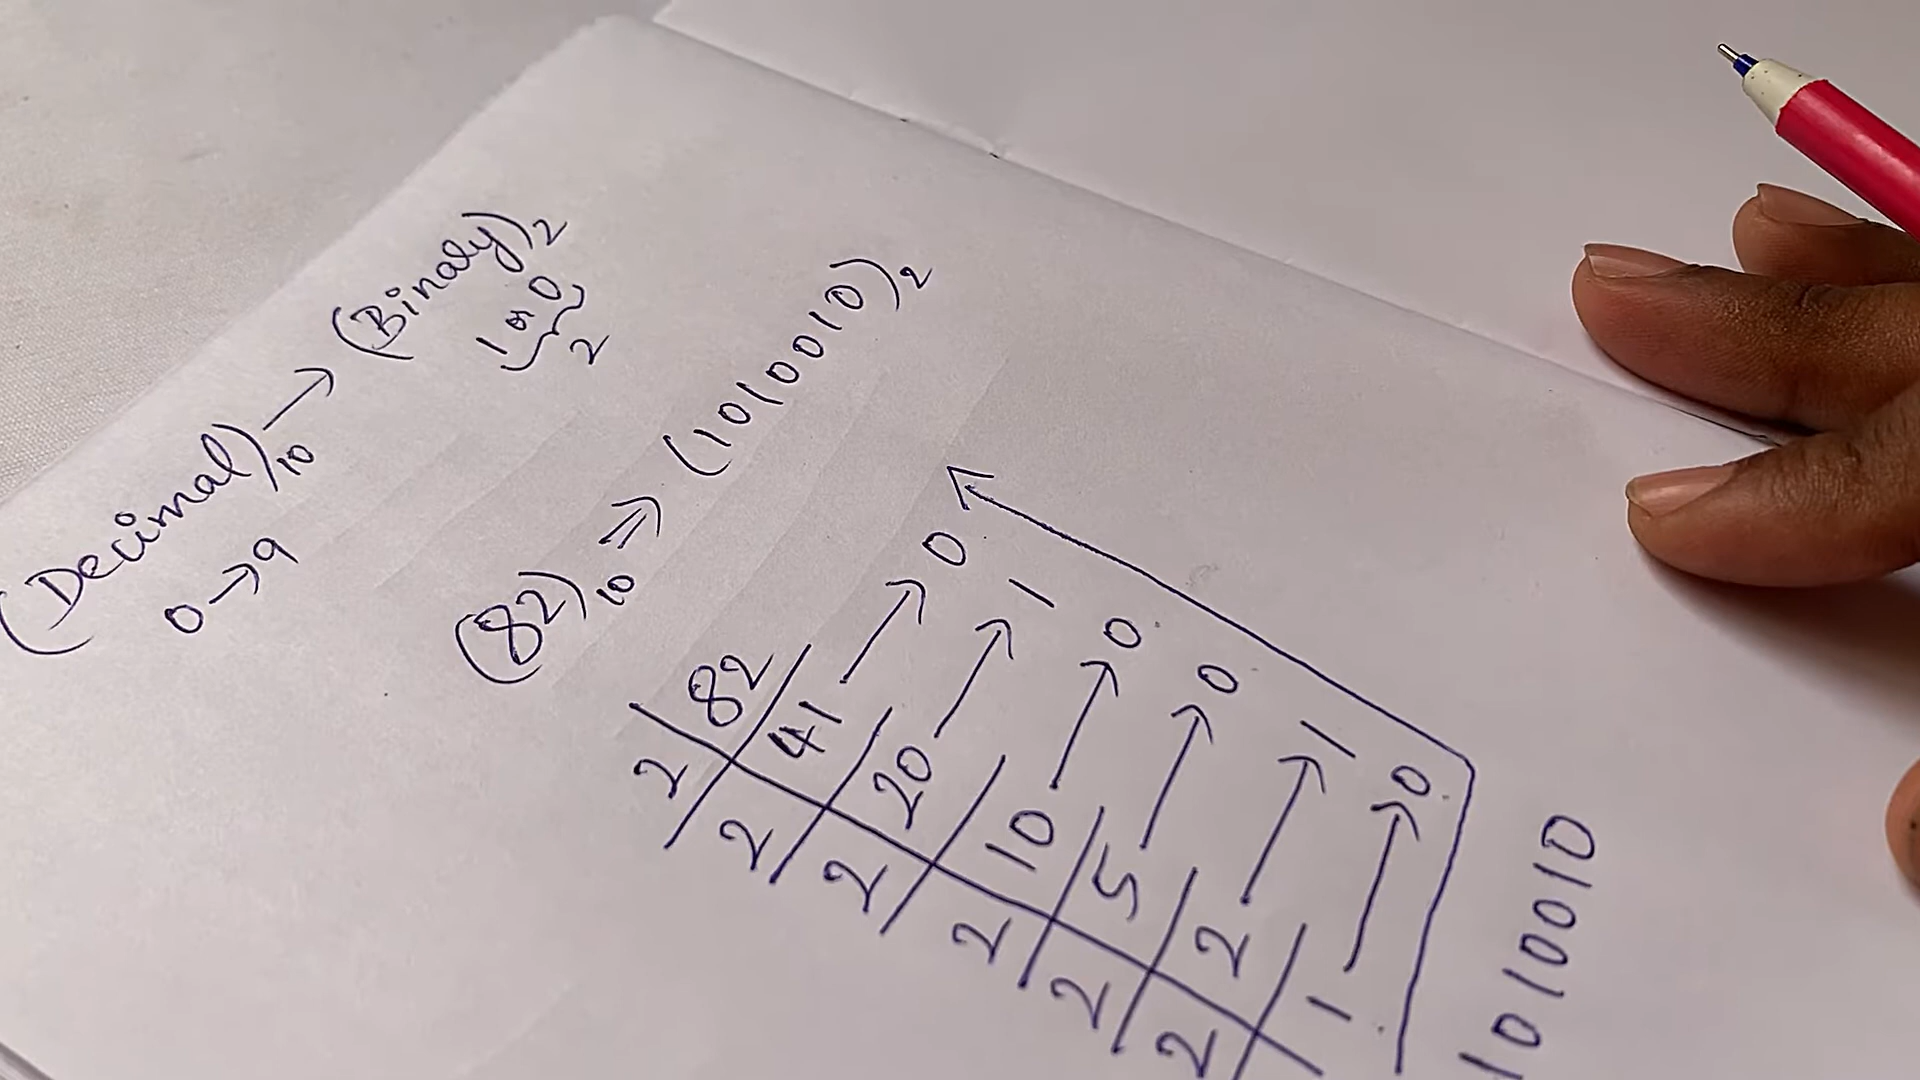 (Decimal)10 → (Binary)2
0→9
1 or 0
2
(82)10 ⇒ (1010010)2
2 | 82
2 | 41 → 0
2 | 20 → 1
2 | 10 → 0
2 | 5 → 0
2 | 2 → 1
1 → 0
1010010